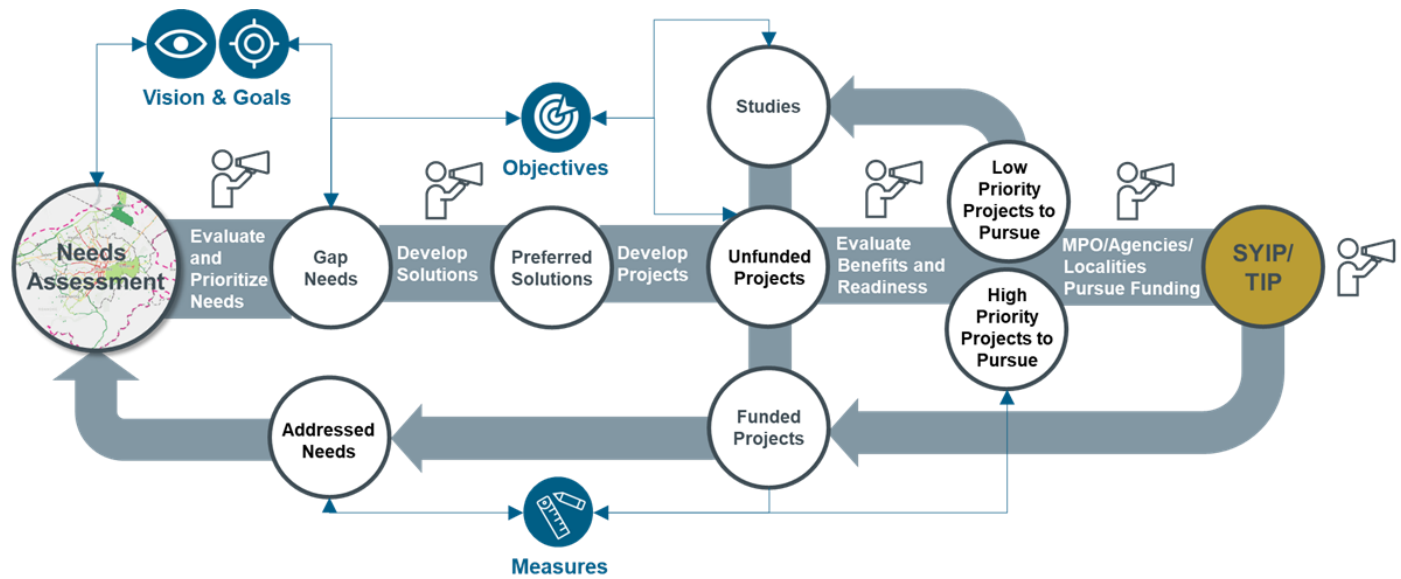 Vision & Goals
Objectives
Studies
Needs
Assessment
Evaluate
and
Prioritize
Needs
Gap
Needs
Develop
Solutions
Preferred
Solutions
Develop
Projects
Unfunded
Projects
Evaluate
Benefits and
Readiness
Low
Priority
Projects to
Pursue
High
Priority
Projects to
Pursue
MPO/Agencies/
Localities
Pursue Funding
SYIP/
TIP
Addressed
Needs
Funded
Projects
Measures